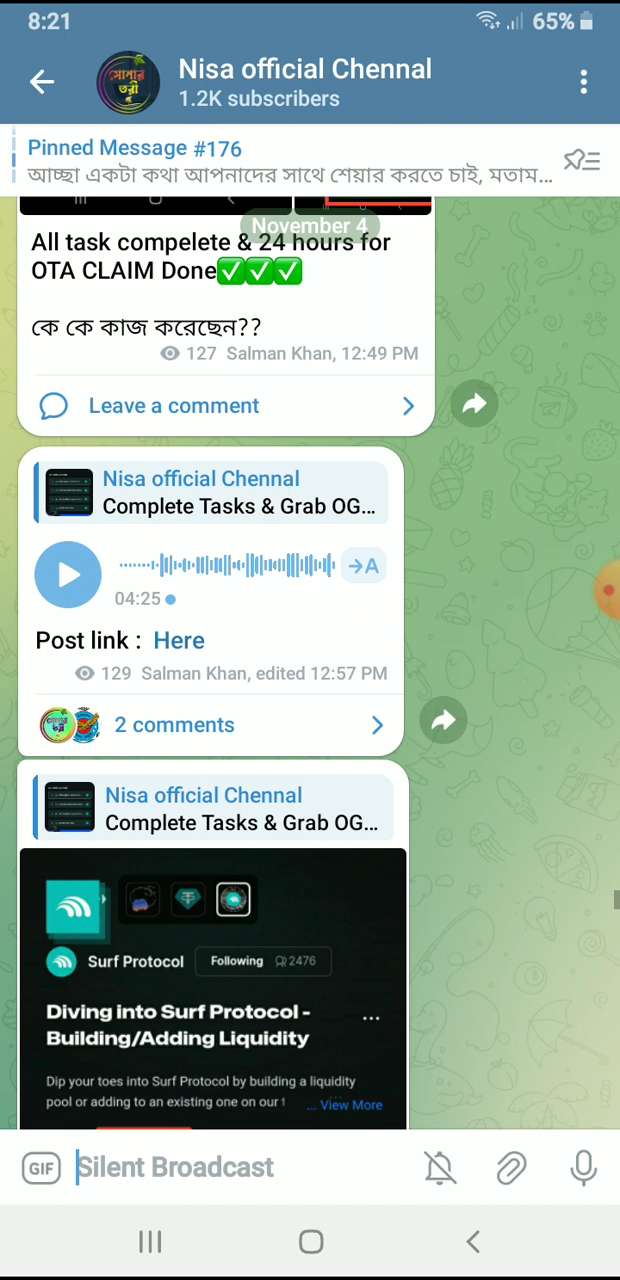 8:21
65%
সোনার
তরী
Nisa official Chennal
1.2K subscribers
Pinned Message #176
আচ্ছা একটা কথা আপনাদের সাথে শেয়ার করতে চাই, মতাম...
November 4
All task compelete & 24 hours for
OTA CLAIM Done✅✅✅
কে কে কাজ করেছেন??
127 Salman Khan, 12:49 PM
Leave a comment
Nisa official Chennal
Complete Tasks & Grab OG...
→A
04:25
Post link : Here
129 Salman Khan, edited 12:57 PM
2 comments
Nisa official Chennal
Complete Tasks & Grab OG...
Surf Protocol
Following 2476
Diving into Surf Protocol -
Building/Adding Liquidity
...
Dip your toes into Surf Protocol by building a liquidity
pool or adding to an existing one on our
... View More
GIF
Silent Broadcast